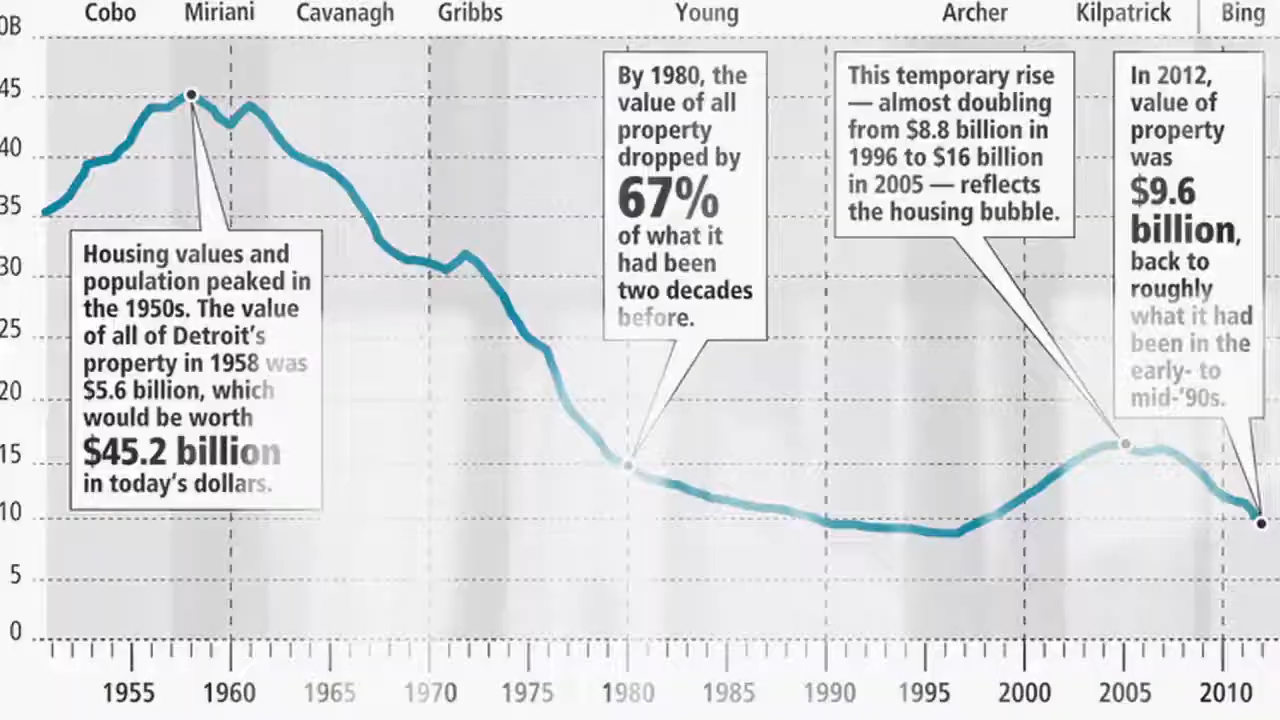 Cobo Miriani Cavanagh Gribbs Young Archer Kilpatrick Bing
0B
45
40
35
30
25
20
15
10
5
0
Housing values and
population peaked in
the 1950s. The value
of all of Detroit's
property in 1958 was
$5.6 billion, which
would be worth
$45.2 billion
in today's dollars.
By 1980, the
value of all
property
dropped by
67%
of what it
had been
two decades
before.
This temporary rise
— almost doubling
from $8.8 billion in
1996 to $16 billion
in 2005 — reflects
the housing bubble.
In 2012,
value of
property
was
$9.6
billion,
back to
roughly
what it had
been in the
early- to
mid-'90s.
1955 1960 1965 1970 1975 1980 1985 1990 1995 2000 2005 2010